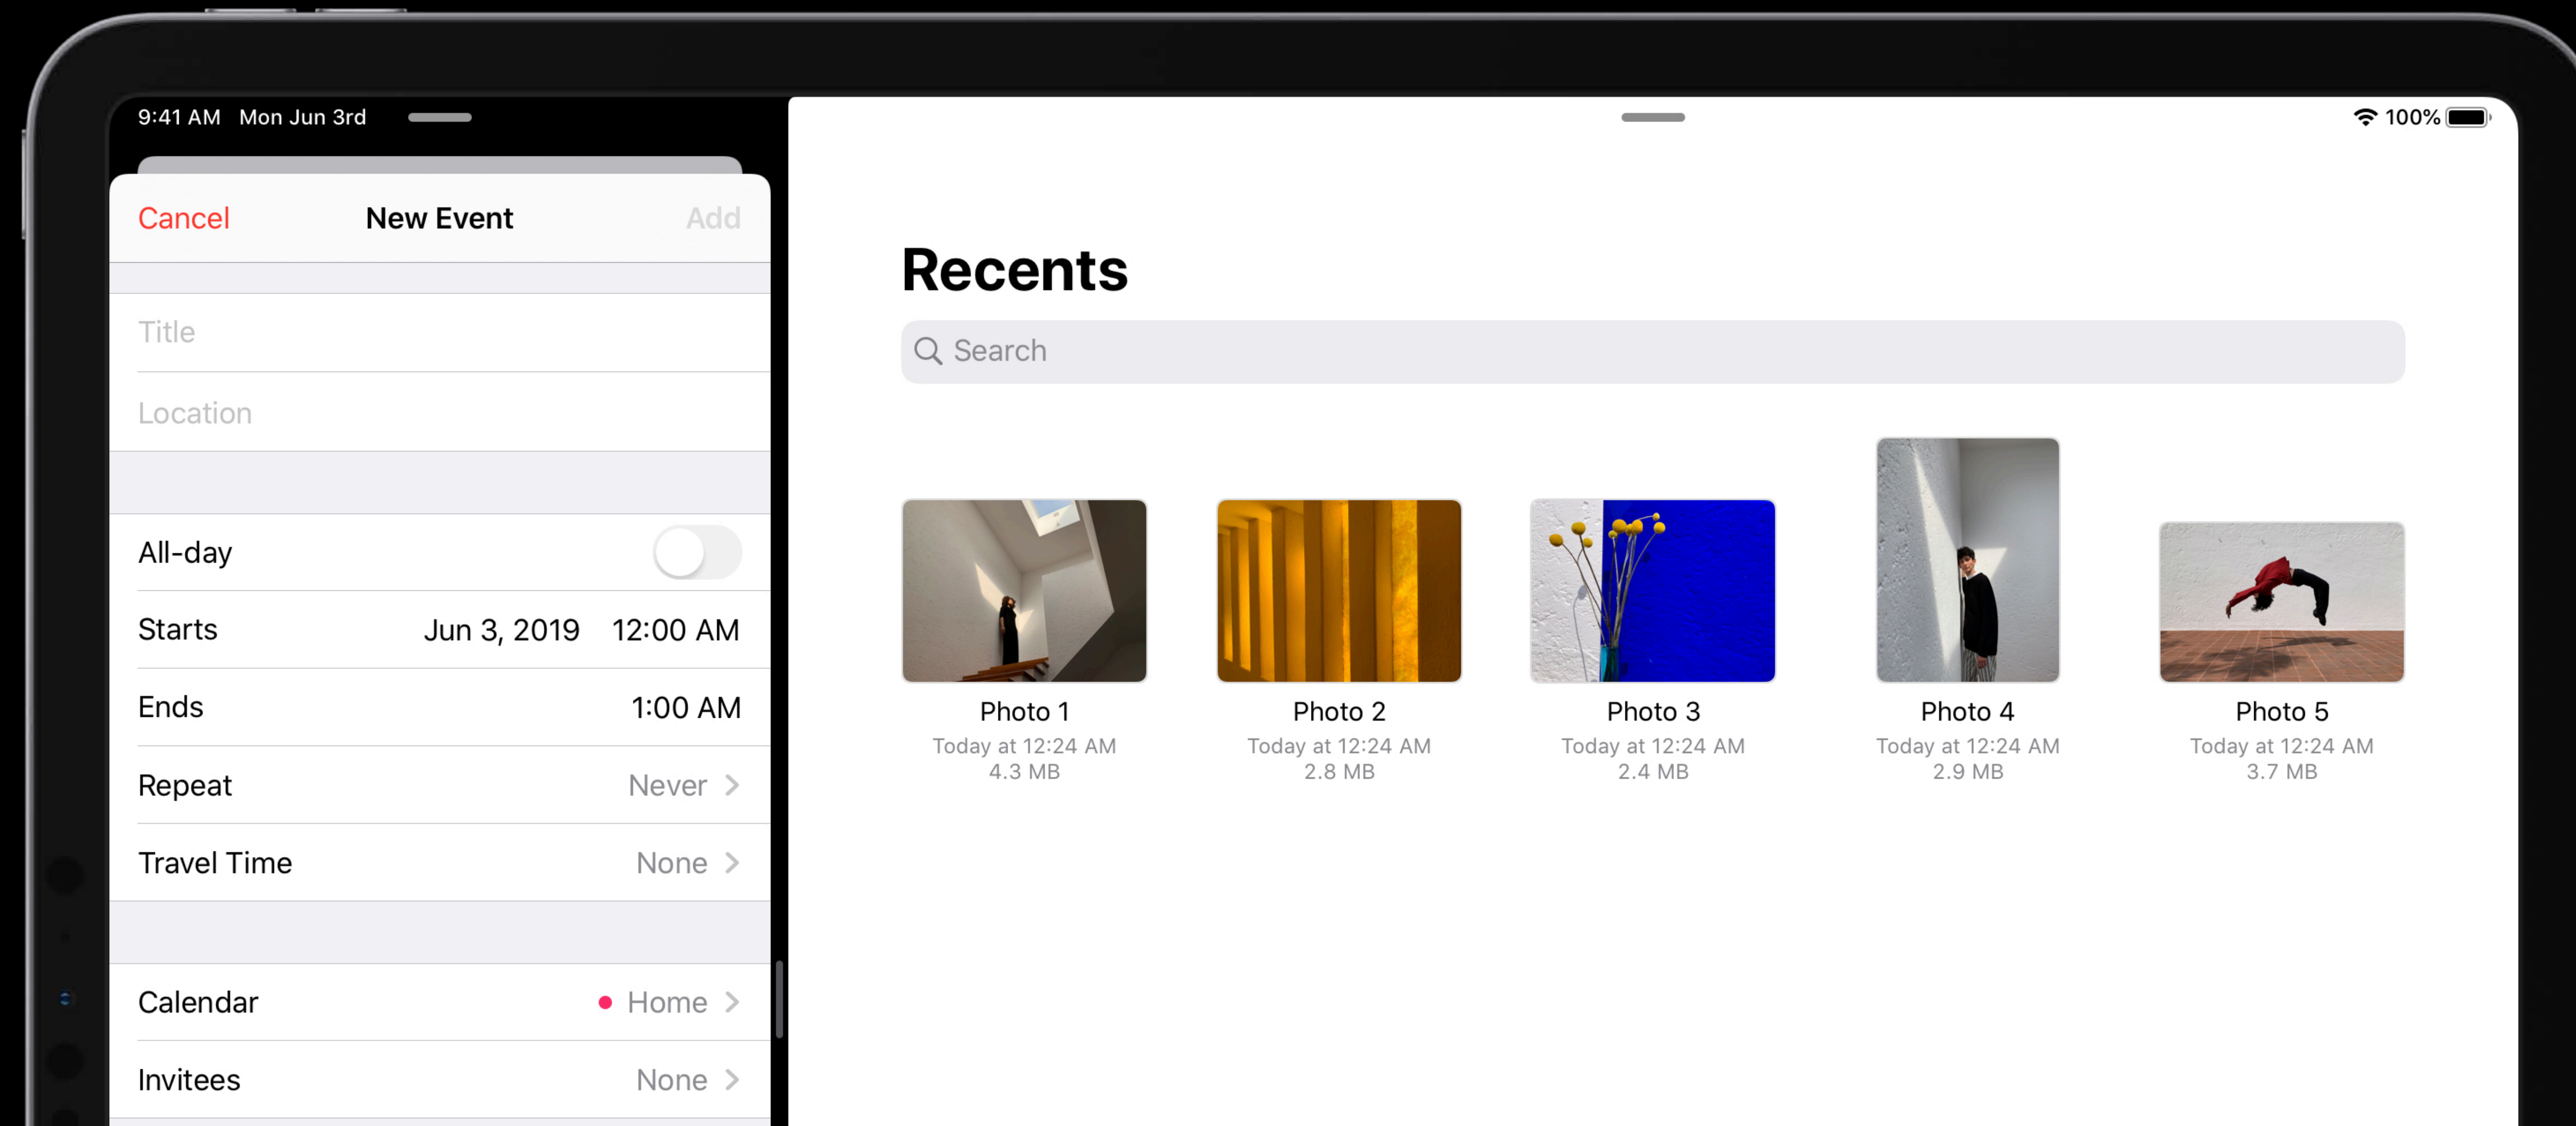 9:41 AM Mon Jun 3rd
100%
Cancel New Event Add
Title
Location
All-day
Starts Jun 3, 2019 12:00 AM
Ends 1:00 AM
Repeat Never
Travel Time None
Calendar Home
Invitees None
Recents
Search
Photo 1
Today at 12:24 AM
4.3 MB
Photo 2
Today at 12:24 AM
2.8 MB
Photo 3
Today at 12:24 AM
2.4 MB
Photo 4
Today at 12:24 AM
2.9 MB
Photo 5
Today at 12:24 AM
3.7 MB